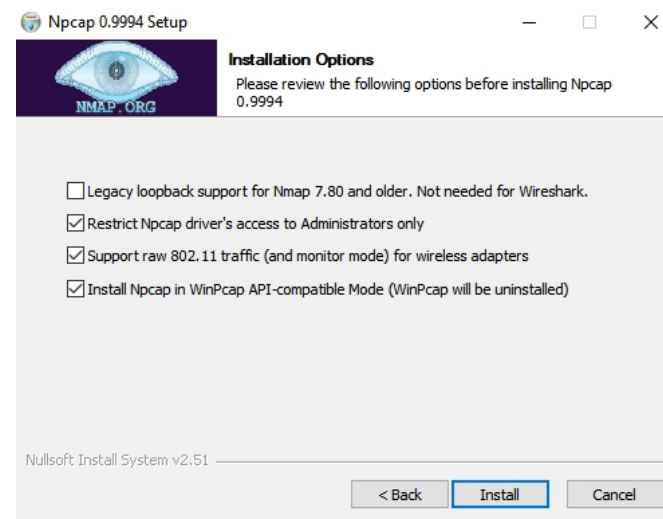 Npcap 0.9994 Setup
NMAP.ORG
Installation Options
Please review the following options before installing Npcap
0.9994
Legacy loopback support for Nmap 7.80 and older. Not needed for Wireshark.
Restrict Npcap driver's access to Administrators only
Support raw 802.11 traffic (and monitor mode) for wireless adapters
Install Npcap in WinPcap API-compatible Mode (WinPcap will be uninstalled)
Nullsoft Install System v2.51
< Back Install Cancel